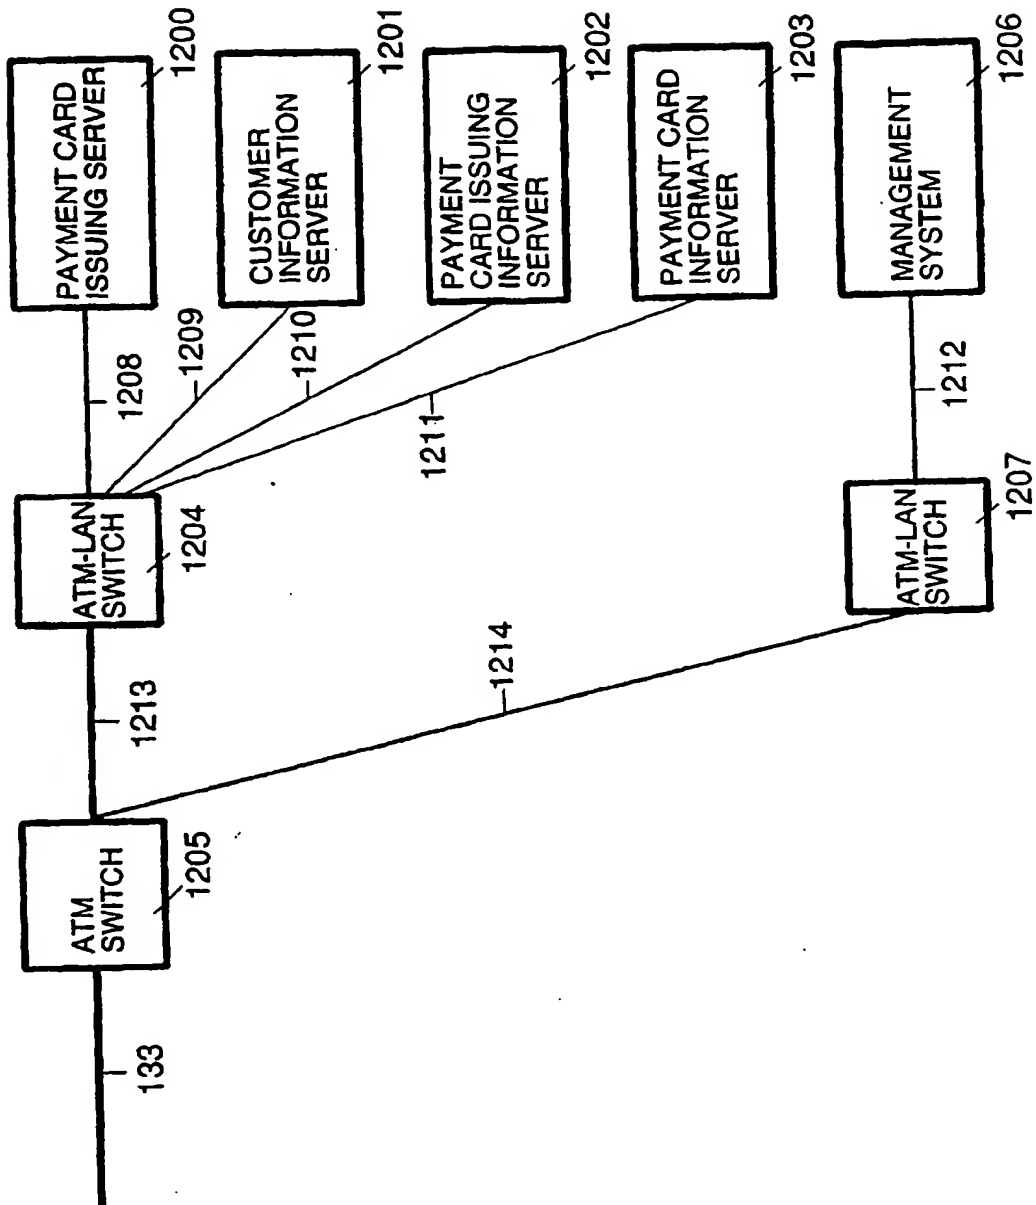 PAYMENT CARD
ISSUING SERVER
1200
CUSTOMER
INFORMATION
SERVER
1201
PAYMENT
CARD ISSUING
INFORMATION
SERVER
1202
PAYMENT CARD
INFORMATION
SERVER
1203
MANAGEMENT
SYSTEM
1206
1208
1209
1210
1211
1212
ATM-LAN
SWITCH
1204
ATM-LAN
SWITCH
1207
1213
1214
ATM
SWITCH
1205
133